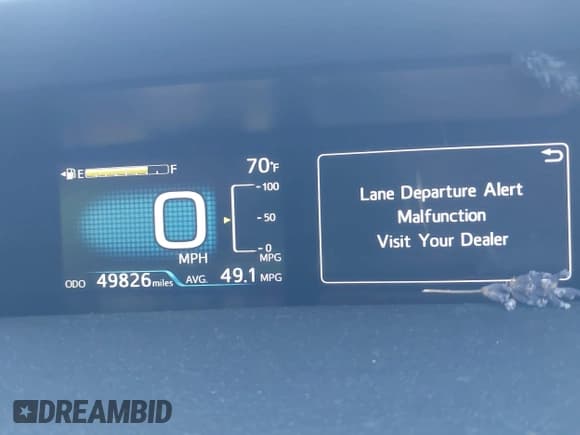 E F 70°F
100
0 50
0
MPH MPG
ODO 49826 miles AVG. 49.1 MPG
Lane Departure Alert
Malfunction
Visit Your Dealer
DREAMBID